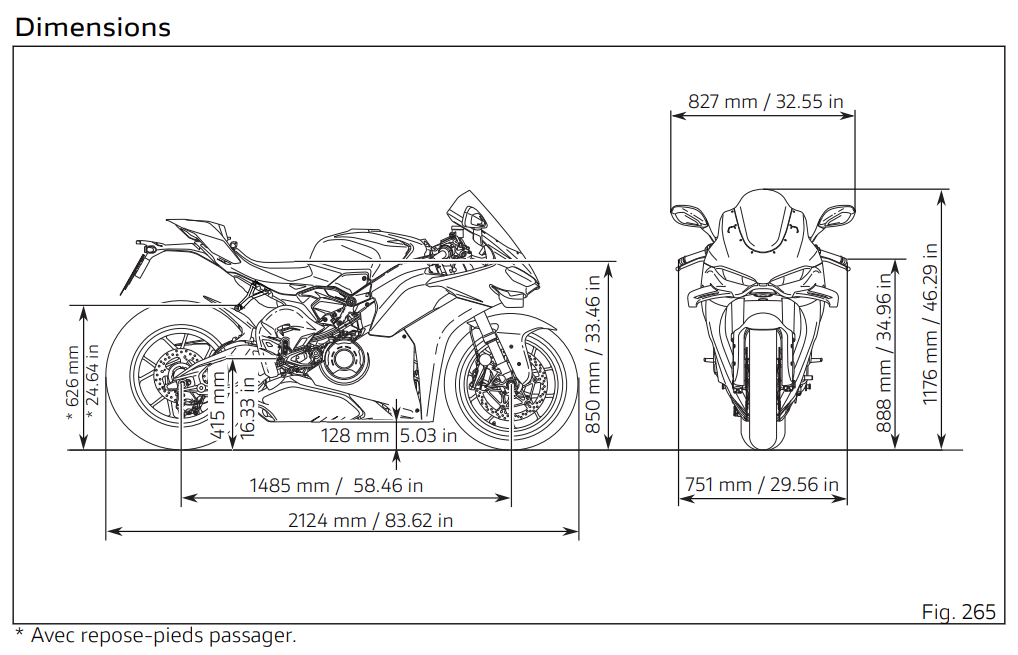 Dimensions
827 mm / 32.55 in
850 mm / 33.46 in
888 mm / 34.96 in
1176 mm / 46.29 in
* 626 mm
* 24.64 in
415 mm
16.33 in
128 mm 5.03 in
1485 mm / 58.46 in
751 mm / 29.56 in
2124 mm / 83.62 in
Fig. 265
* Avec repose-pieds passager.